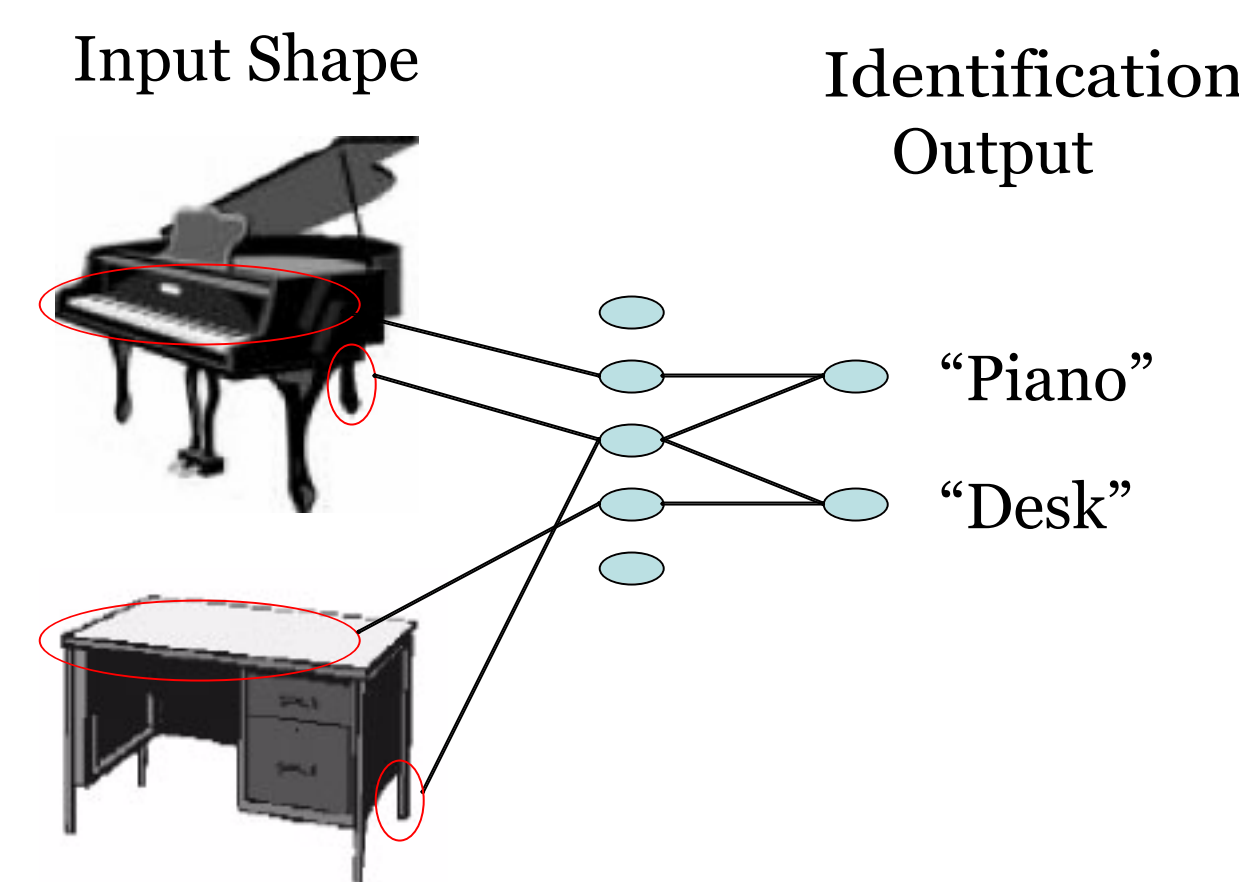 Input Shape
Identification
Output
“Piano”
“Desk”